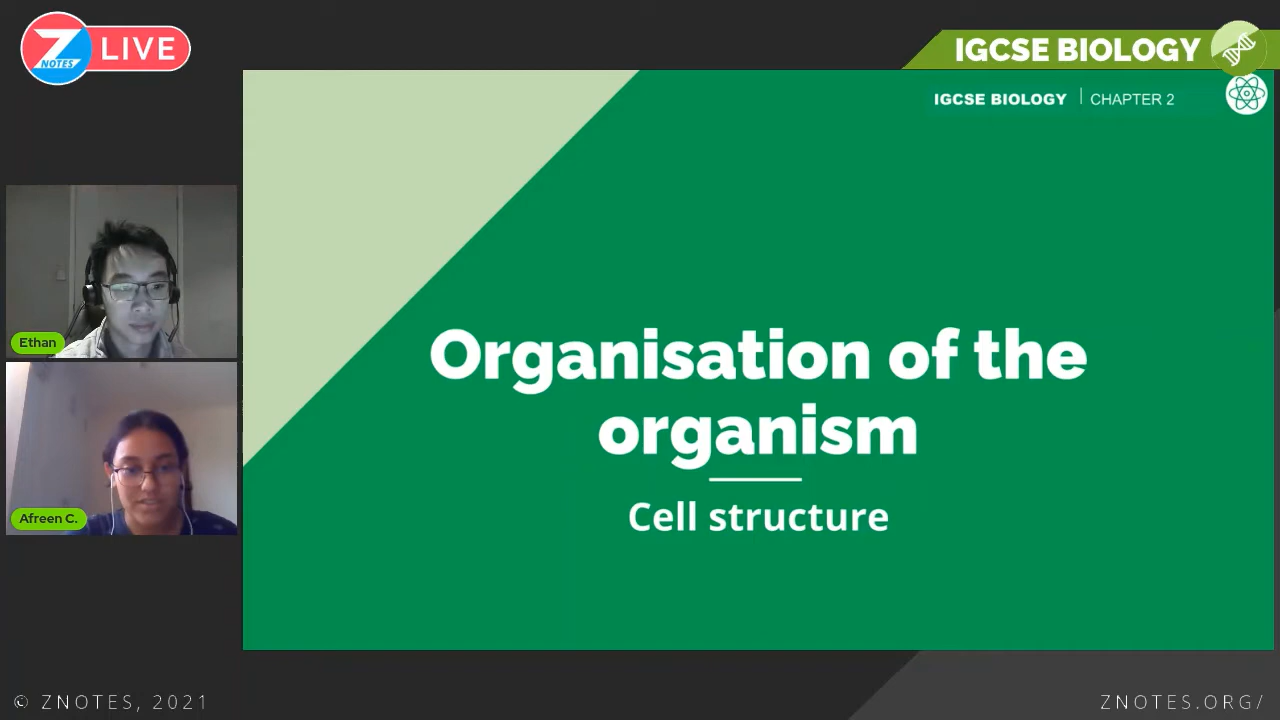 Z
NOTES
LIVE
IGCSE BIOLOGY
IGCSE BIOLOGY | CHAPTER 2
Ethan
Afreen C.
Organisation of the
organism
Cell structure
© ZNOTES, 2021
ZNOTES.ORG/